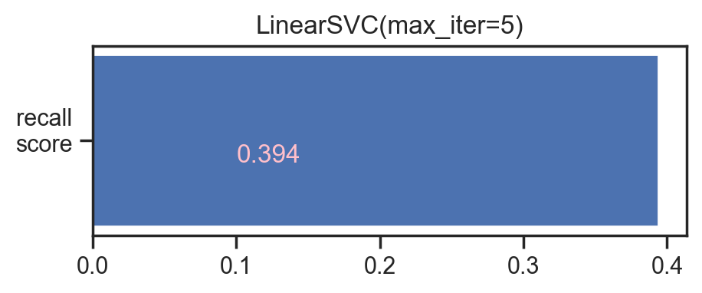 LinearSVC(max_iter=5)
recall
score
0.394
0.0 0.1 0.2 0.3 0.4